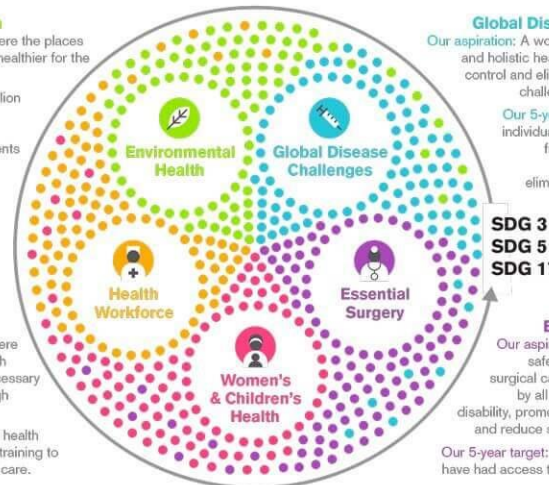 ere the places
healthier for the
lion
ents
Environmental
Health
Global Disease
Challenges
Global Dis
Our aspiration: A wo
and holistic hea
control and eli
challe
Our 5-ye
individu
f
elim
SDG 3
SDG 5
SDG 1
Health
Workforce
Essential
Surgery
Women's
& Children's
Health
ere
h
cessary
gh
health
training to
care.
E
Our aspi
safe
surgical ca
by all
disability, prom
and reduce
Our 5-year target:
have had access t